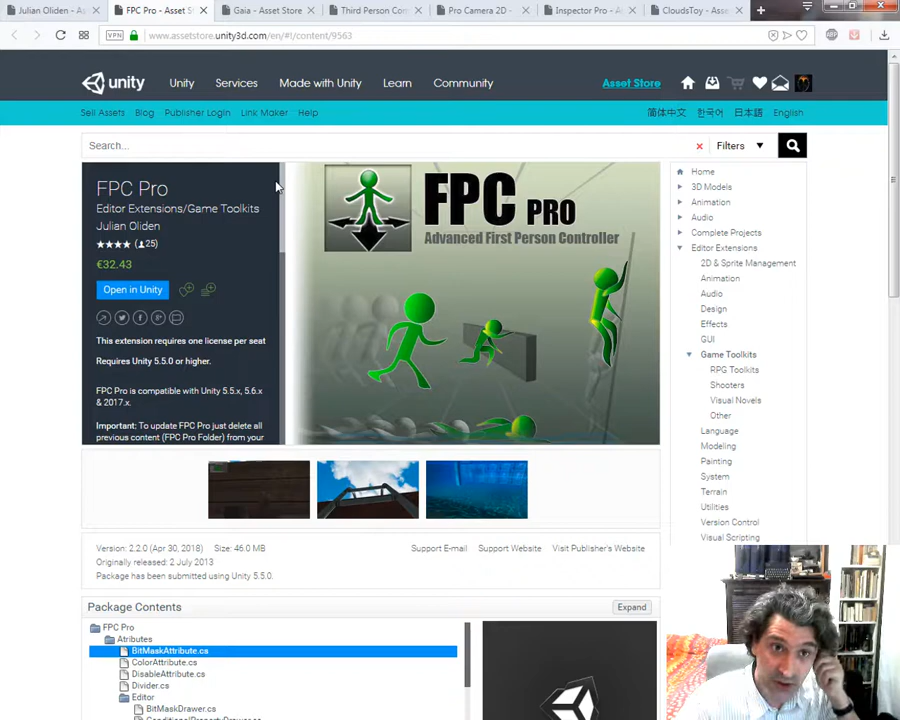 Julian Oliden - Ag
FPC Pro - Asset S
Gaia - Asset Store
Third Person Con
Pro Camera 2D -
Inspector Pro - A
CloudsToy - Asse
VPN
www.assetstore.unity3d.com/en/#!/content/9563
ABP
unity
Unity
Services
Made with Unity
Learn
Community
Asset Store
Sell Assets
Blog
Publisher Login
Link Maker
Help
简体中文
한국어
日本語
English
Search...
Filters
FPC Pro
Editor Extensions/Game Toolkits
Julian Oliden
(25)
€32.43
Open in Unity
This extension requires one license per seat
Requires Unity 5.5.0 or higher.
FPC Pro is compatible with Unity 5.5.x, 5.6.x
& 2017.x.
Important: To update FPC Pro just delete all
previous content (FPC Pro Folder) from your
FPC PRO
Advanced First Person Controller
Home
3D Models
Animation
Audio
Complete Projects
Editor Extensions
2D & Sprite Management
Animation
Audio
Design
Effects
GUI
Game Toolkits
RPG Toolkits
Shooters
Visual Novels
Other
Language
Modeling
Painting
System
Terrain
Utilities
Version Control
Visual Scripting
Version: 2.2.0 (Apr 30, 2018)
Size: 46.0 MB
Support E-mail
Support Website
Visit Publisher's Website
Originally released: 2 July 2013
Package has been submitted using Unity 5.5.0.
Package Contents
Expand
FPC Pro
Atributes
BitMaskAttribute.cs
ColorAttribute.cs
DisableAttribute.cs
Divider.cs
Editor
BitMaskDrawer.cs
ConditionalPropertyDrawer.cs